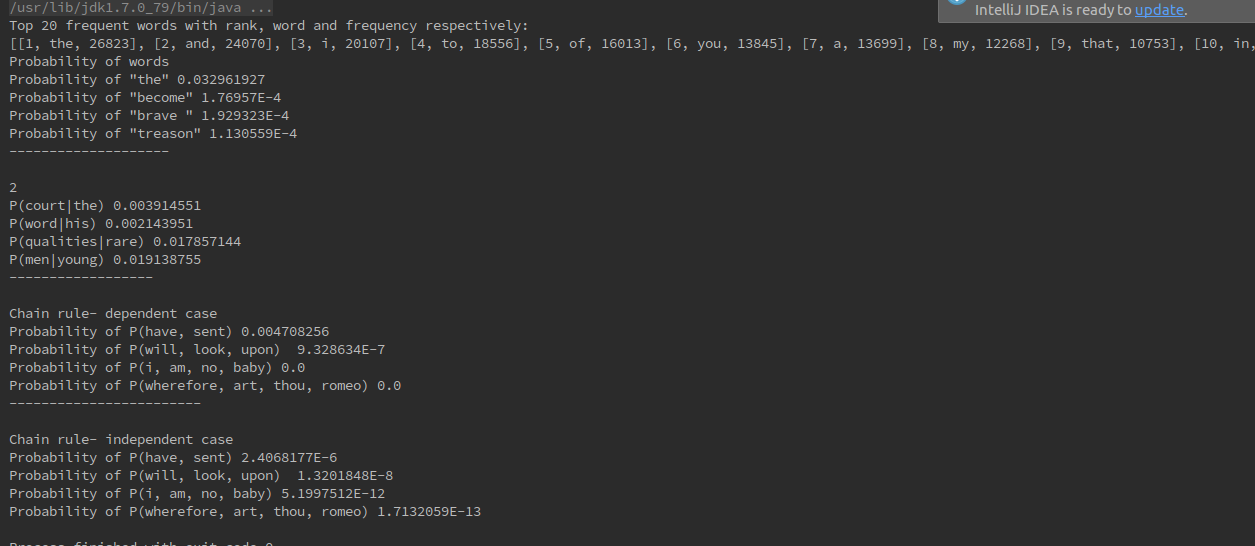 /usr/lib/jdk1.7.0_79/bin/java ...
IntelliJ IDEA is ready to update.
Top 20 frequent words with rank, word and frequency respectively:
[[1, the, 26823], [2, and, 24070], [3, i, 20107], [4, to, 18556], [5, of, 16013], [6, you, 13845], [7, a, 13699], [8, my, 12268], [9, that, 10753], [10, in,
Probability of words
Probability of "the" 0.032961927
Probability of "become" 1.76957E-4
Probability of "brave " 1.929323E-4
Probability of "treason" 1.130559E-4
--------------------
2
P(court|the) 0.003914551
P(word|his) 0.002143951
P(qualities|rare) 0.017857144
P(men|young) 0.019138755
------------------
Chain rule- dependent case
Probability of P(have, sent) 0.004708256
Probability of P(will, look, upon)  9.328634E-7
Probability of P(i, am, no, baby) 0.0
Probability of P(wherefore, art, thou, romeo) 0.0
------------------------
Chain rule- independent case
Probability of P(have, sent) 2.4068177E-6
Probability of P(will, look, upon)  1.3201848E-8
Probability of P(i, am, no, baby) 5.1997512E-12
Probability of P(wherefore, art, thou, romeo) 1.7132059E-13
Process finished with exit code 0